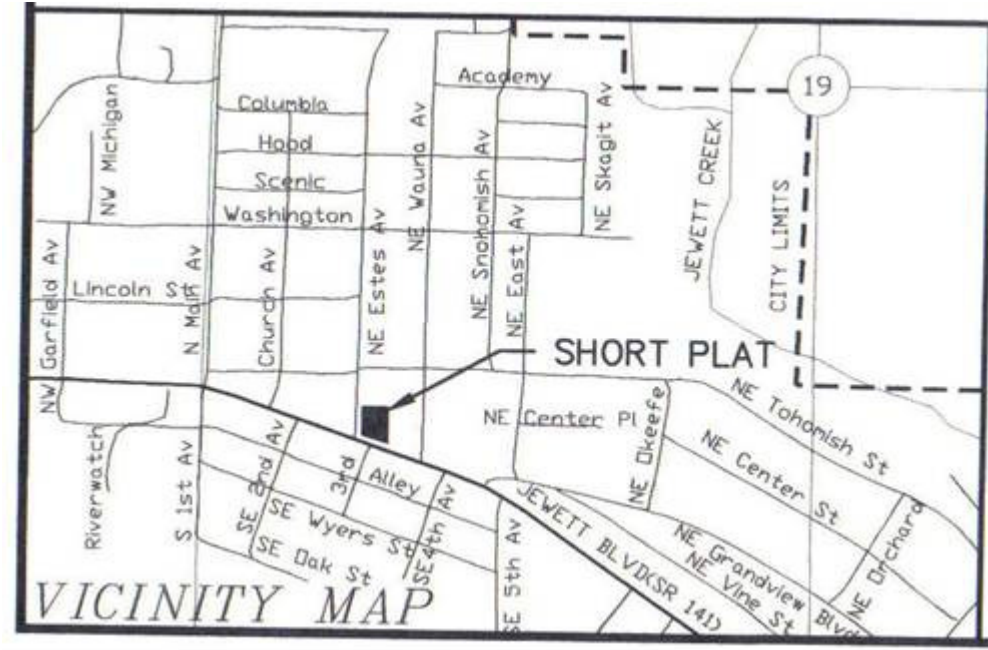 Academy
19
Columbia
Hood
Scenic
Washington
Lincoln St
NW Michigan
NW Garfield Av
N Main Av
Church Av
NE Estes Av
NE Wauna Av
NE Snohomish Av
NE East Av
NE Skagit Av
JEWETT CREEK
CITY LIMITS
SHORT PLAT
NE Center Pl
NE Okeefe
NE Tohomish St
NE Center St
NE Orchard
NE Grandview Blvd
NE Vine St
JEWETT BLVD(SR 141)
Riverwatch
S 1st Av
SE 2nd Av
3rd
Alley
SE 4th Av
SE 5th Av
SE Wyers St
SE Oak St
VICINITY MAP